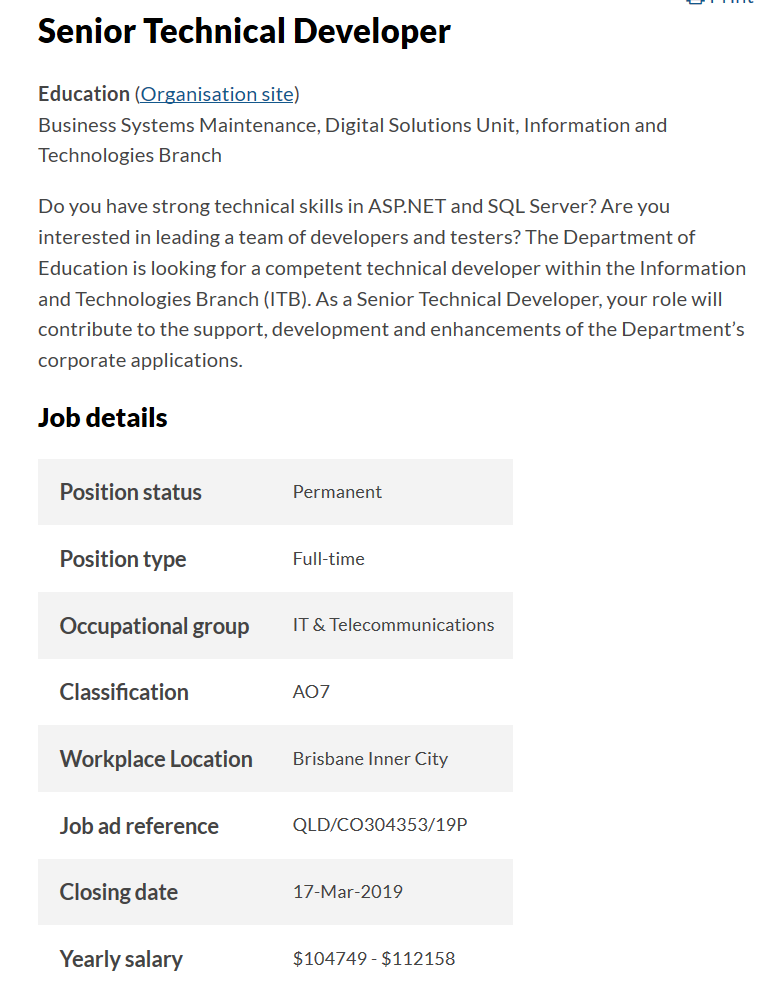 Senior Technical Developer
Education (Organisation site)
Business Systems Maintenance, Digital Solutions Unit, Information and
Technologies Branch
Do you have strong technical skills in ASP.NET and SQL Server? Are you
interested in leading a team of developers and testers? The Department of
Education is looking for a competent technical developer within the Information
and Technologies Branch (ITB). As a Senior Technical Developer, your role will
contribute to the support, development and enhancements of the Department’s
corporate applications.
Job details
Position status Permanent
Position type Full-time
Occupational group IT & Telecommunications
Classification AO7
Workplace Location Brisbane Inner City
Job ad reference QLD/CO304353/19P
Closing date 17-Mar-2019
Yearly salary $104749 - $112158